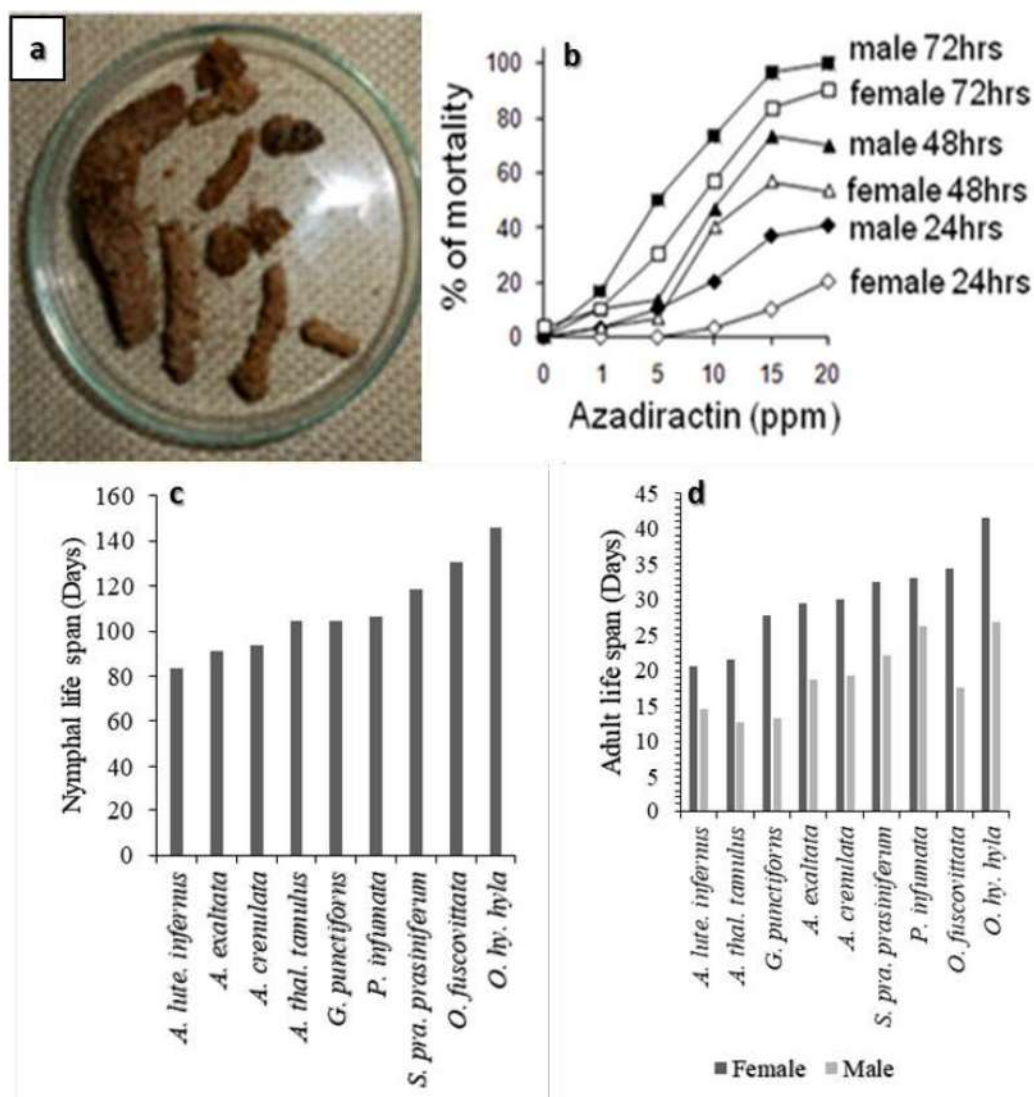 a
b
100
80
60
40
20
0
% of mortality
male 72hrs
female 72hrs
male 48hrs
female 48hrs
male 24hrs
female 24hrs
0 1 5 10 15 20
Azadiractin (ppm)
c
160
140
120
100
80
60
40
20
0
Nymphal life span (Days)
A. lute. infernus
A. exaltata
A. crenulata
A. thal. tamulus
G. punctiforns
P. infumata
S. pra. prasiniferum
O. fuscovittata
O. hy. hyla
d
45
40
35
30
25
20
15
10
5
0
Adult life span (Days)
A. lute. infernus
A. thal. tamulus
G. punctiforns
A. exaltata
A. crenulata
S. pra. prasiniferum
P. infumata
O. fuscovittata
O. hy. hyla
Female Male